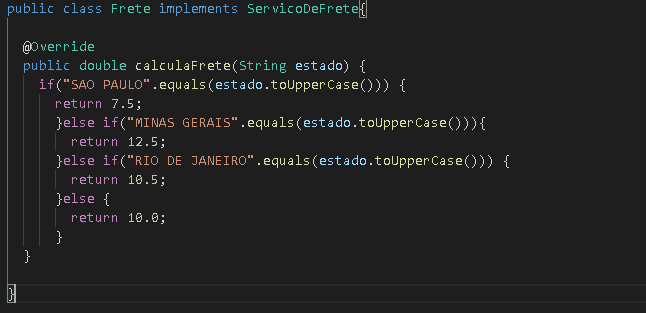 public class Frete implements ServicoDeFrete{
@Override
public double calculaFrete(String estado) {
if("SAO PAULO".equals(estado.toUpperCase())) {
return 7.5;
}else if("MINAS GERAIS".equals(estado.toUpperCase())){
return 12.5;
}else if("RIO DE JANEIRO".equals(estado.toUpperCase())) {
return 10.5;
}else {
return 10.0;
}
}
}